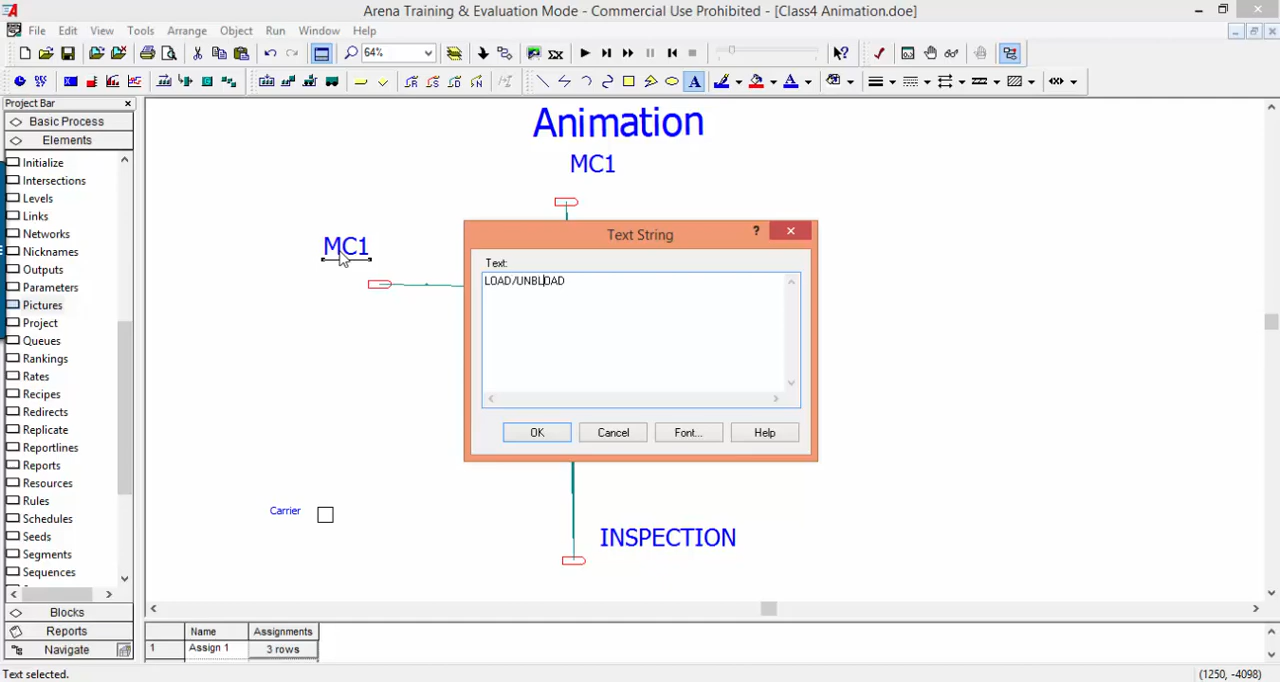 Arena Training & Evaluation Mode - Commercial Use Prohibited - [Class4 Animation.doe]
File Edit View Tools Arrange Object Run Window Help
64%
Project Bar
Basic Process
Elements
Initialize
Intersections
Levels
Links
Networks
Nicknames
Outputs
Parameters
Pictures
Project
Queues
Rankings
Rates
Recipes
Redirects
Replicate
Reportlines
Reports
Resources
Rules
Schedules
Seeds
Segments
Sequences
Blocks
Reports
Navigate
Animation
MC1
MC1
Text String
Text:
LOAD/UNBLOAD
OK Cancel Font... Help
Carrier
INSPECTION
Name Assignments
1 Assign 1 3 rows
Text selected.
(1250, -4098)